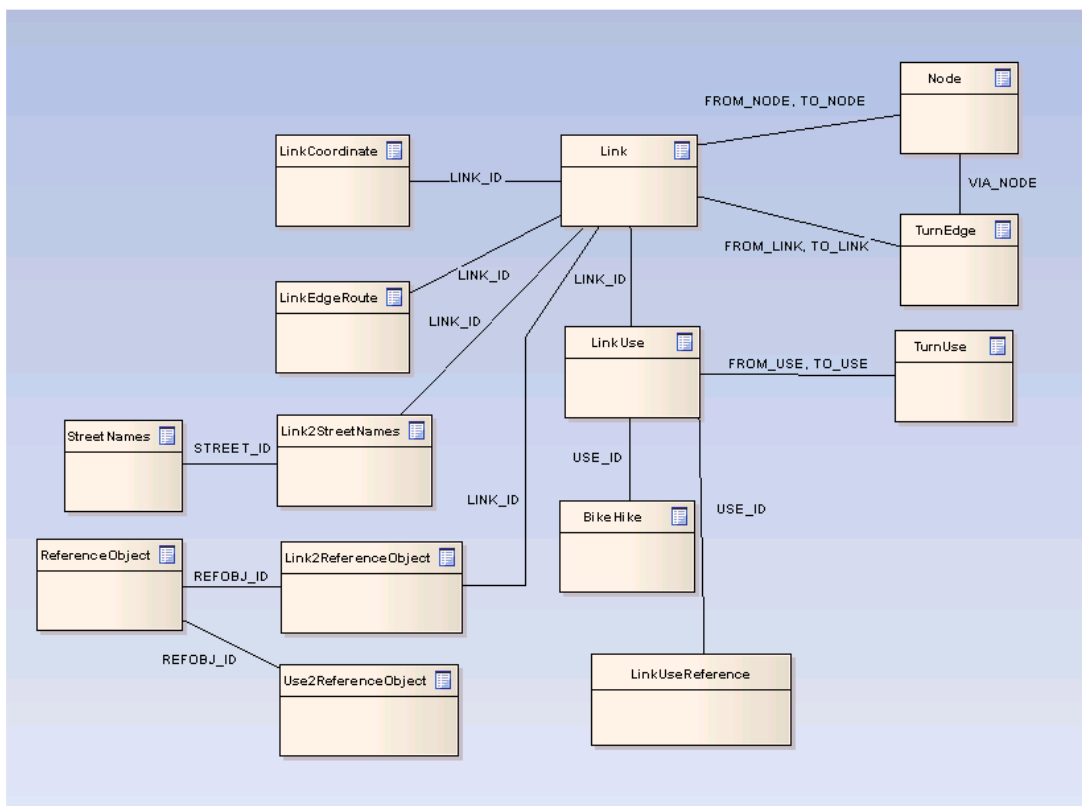 Node
FROM_NODE, TO_NODE
LinkCoordinate
Link
LINK_ID
VIA_NODE
TurnEdge
FROM_LINK, TO_LINK
LINK_ID
LINK_ID
LinkEdgeRoute
LINK_ID
LinkUse
TurnUse
FROM_USE, TO_USE
StreetNames
Link2StreetNames
STREET_ID
USE_ID
LINK_ID
USE_ID
BikeHike
ReferenceObject
Link2ReferenceObject
REFOBJ_ID
REFOBJ_ID
Use2ReferenceObject
LinkUseReference